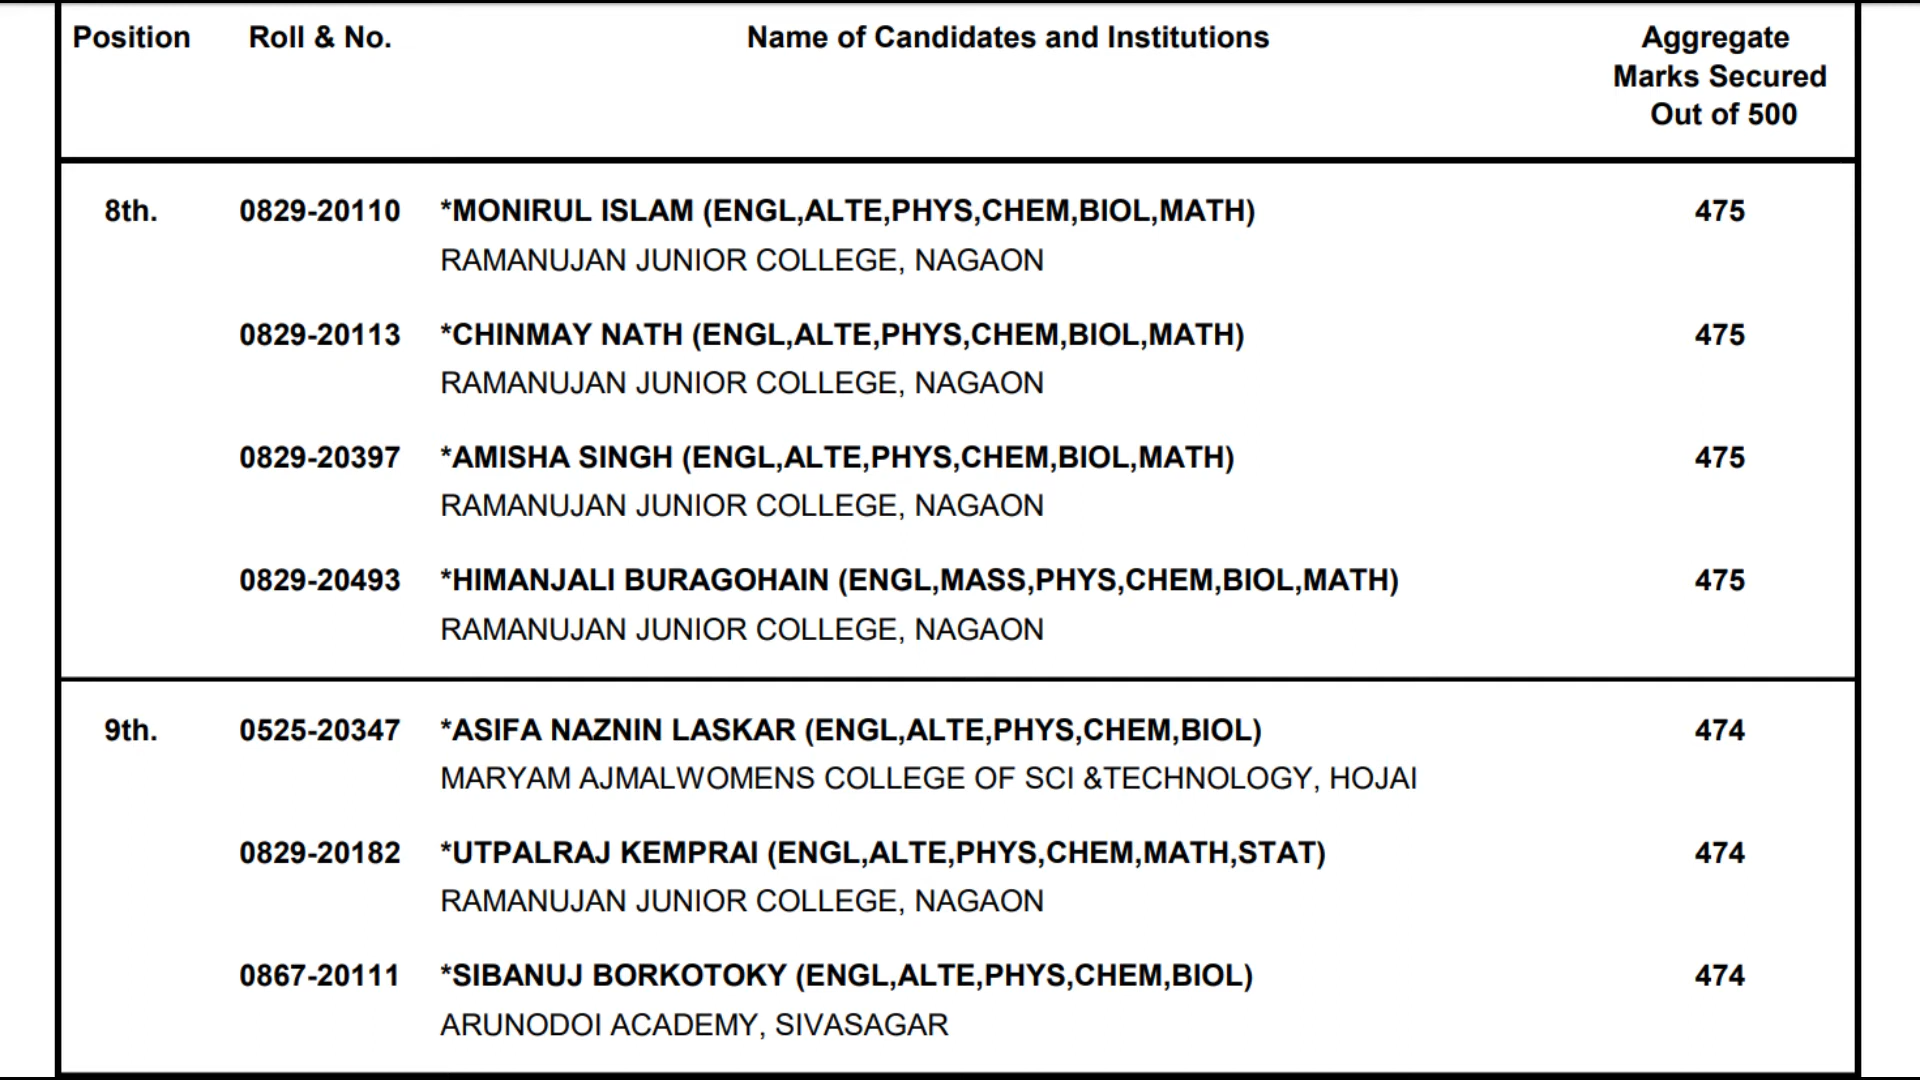 Position Roll & No. Name of Candidates and Institutions Aggregate
Marks Secured
Out of 500
8th. 0829-20110 *MONIRUL ISLAM (ENGL,ALTE,PHYS,CHEM,BIOL,MATH) 475
RAMANUJAN JUNIOR COLLEGE, NAGAON
0829-20113 *CHINMAY NATH (ENGL,ALTE,PHYS,CHEM,BIOL,MATH) 475
RAMANUJAN JUNIOR COLLEGE, NAGAON
0829-20397 *AMISHA SINGH (ENGL,ALTE,PHYS,CHEM,BIOL,MATH) 475
RAMANUJAN JUNIOR COLLEGE, NAGAON
0829-20493 *HIMANJALI BURAGOHAIN (ENGL,MASS,PHYS,CHEM,BIOL,MATH) 475
RAMANUJAN JUNIOR COLLEGE, NAGAON
9th. 0525-20347 *ASIFA NAZNIN LASKAR (ENGL,ALTE,PHYS,CHEM,BIOL) 474
MARYAM AJMALWOMENS COLLEGE OF SCI &TECHNOLOGY, HOJAI
0829-20182 *UTPALRAJ KEMPRAI (ENGL,ALTE,PHYS,CHEM,MATH,STAT) 474
RAMANUJAN JUNIOR COLLEGE, NAGAON
0867-20111 *SIBANUJ BORKOTOKY (ENGL,ALTE,PHYS,CHEM,BIOL) 474
ARUNODOI ACADEMY, SIVASAGAR